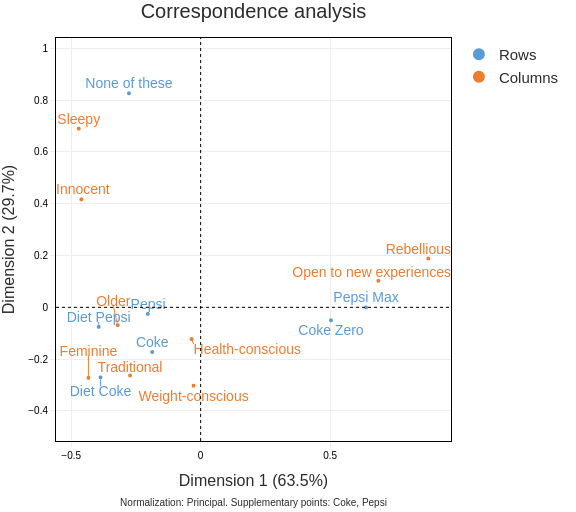 Correspondence analysis
Rows
Columns
1
0.8
0.6
0.4
0.2
0
−0.2
−0.4
Dimension 2 (29.7%)
None of these
Sleepy
Innocent
Rebellious
Open to new experiences
Pepsi Max
Older
Pepsi
Diet Pepsi
Coke Zero
Coke
Health-conscious
Feminine
Traditional
Diet Coke
Weight-conscious
−0.5
0
0.5
Dimension 1 (63.5%)
Normalization: Principal. Supplementary points: Coke, Pepsi